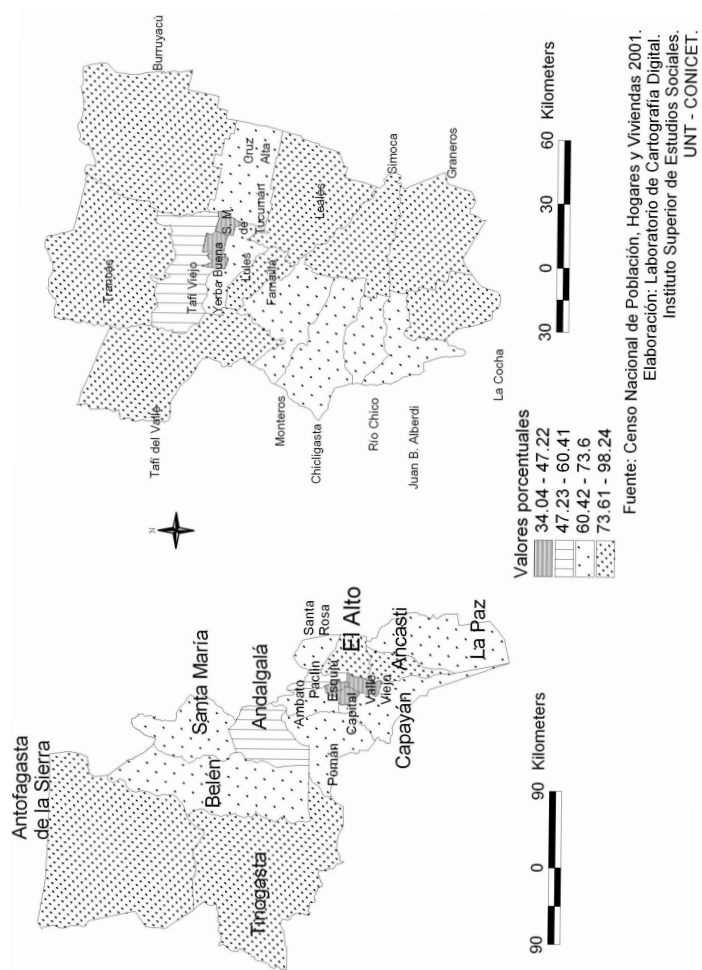 Antofagasta
de la Sierra
Tinogasta
Belén
Santa María
Andalgalá
Pomán
Ambato
Paclín
Esquiú
Santa
Rosa
Capital
El Alto
Valle
Viejo
Capayán
Ancasti
La Paz
90
0
90
Kilometers
N
Tafí del Valle
Trancas
Burruyacú
Tafí Viejo
Yerba Buena
S. M.
de
Tucumán
Gruz
Alta
Lules
Famaillá
Leales
Monteros
Chicligasta
Simoca
Río Chico
Juan B. Alberdi
Graneros
La Cocha
30
0
30
60
Kilometers
Valores porcentuales
34.04 - 47.22
47.23 - 60.41
60.42 - 73.6
73.61 - 98.24
Fuente: Censo Nacional de Población, Hogares y Viviendas 2001.
Elaboración: Laboratorio de Cartografía Digital.
Instituto Superior de Estudios Sociales.
UNT - CONICET.